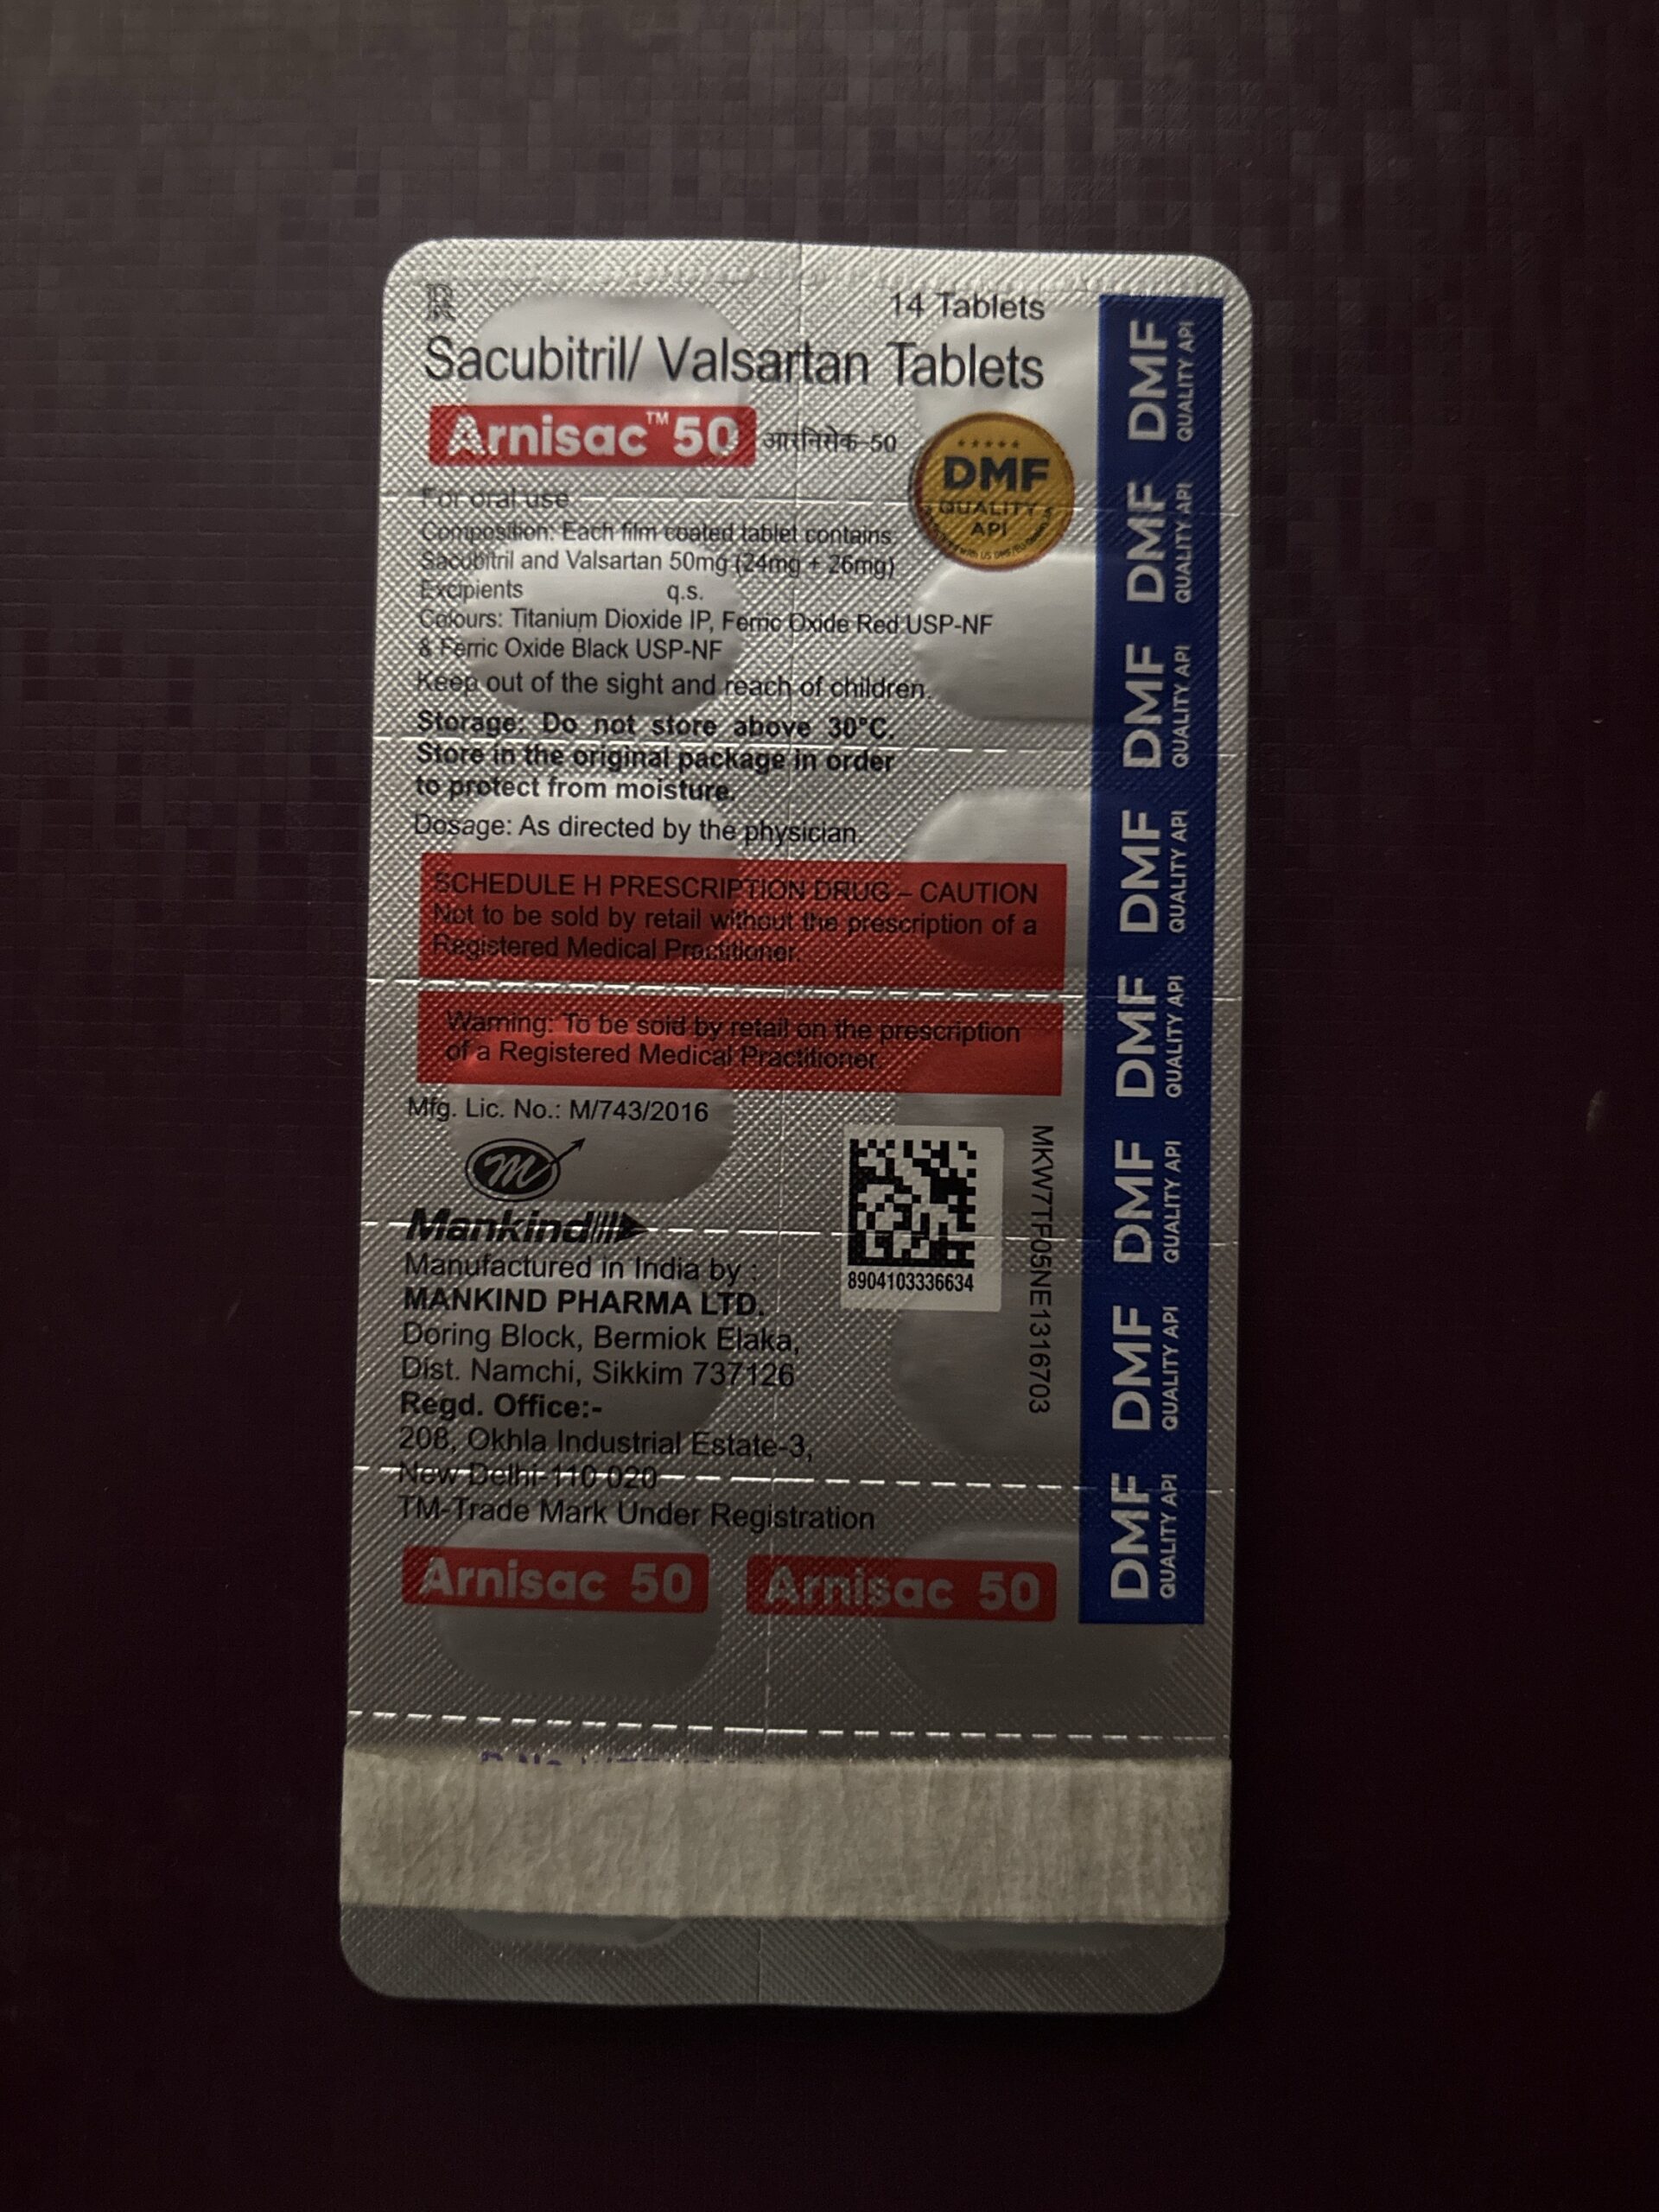 14 Tablets
Sacubitril/ Valsartan Tablets
Arnisac™ 50 आरनिसेक-50
DMF
QUALITY
API
For oral use
Composition: Each film coated tablet contains:
Sacubitril and Valsartan 50mg (24mg + 26mg)
Excipients q.s.
Colours: Titanium Dioxide IP, Ferric Oxide Red USP-NF
& Ferric Oxide Black USP-NF
Keep out of the sight and reach of children.
Storage: Do not store above 30°C.
Store in the original package in order
to protect from moisture.
Dosage: As directed by the physician.
SCHEDULE H PRESCRIPTION DRUG – CAUTION
Not to be sold by retail without the prescription of a
Registered Medical Practitioner.
Warning: To be sold by retail on the prescription
of a Registered Medical Practitioner.
Mfg. Lic. No.: M/743/2016
Mankind
Manufactured in India by :
MANKIND PHARMA LTD.
Doring Block, Bermiok Elaka,
Dist. Namchi, Sikkim 737126
Regd. Office:-
208, Okhla Industrial Estate-3,
New Delhi-110 020
TM-Trade Mark Under Registration
8904103336634
MKW7TP05NE1316703
Arnisac 50 Arnisac 50
DMF QUALITY API
DMF QUALITY API
DMF QUALITY API
DMF QUALITY API
DMF QUALITY API
DMF QUALITY API
DMF QUALITY API
DMF QUALITY API